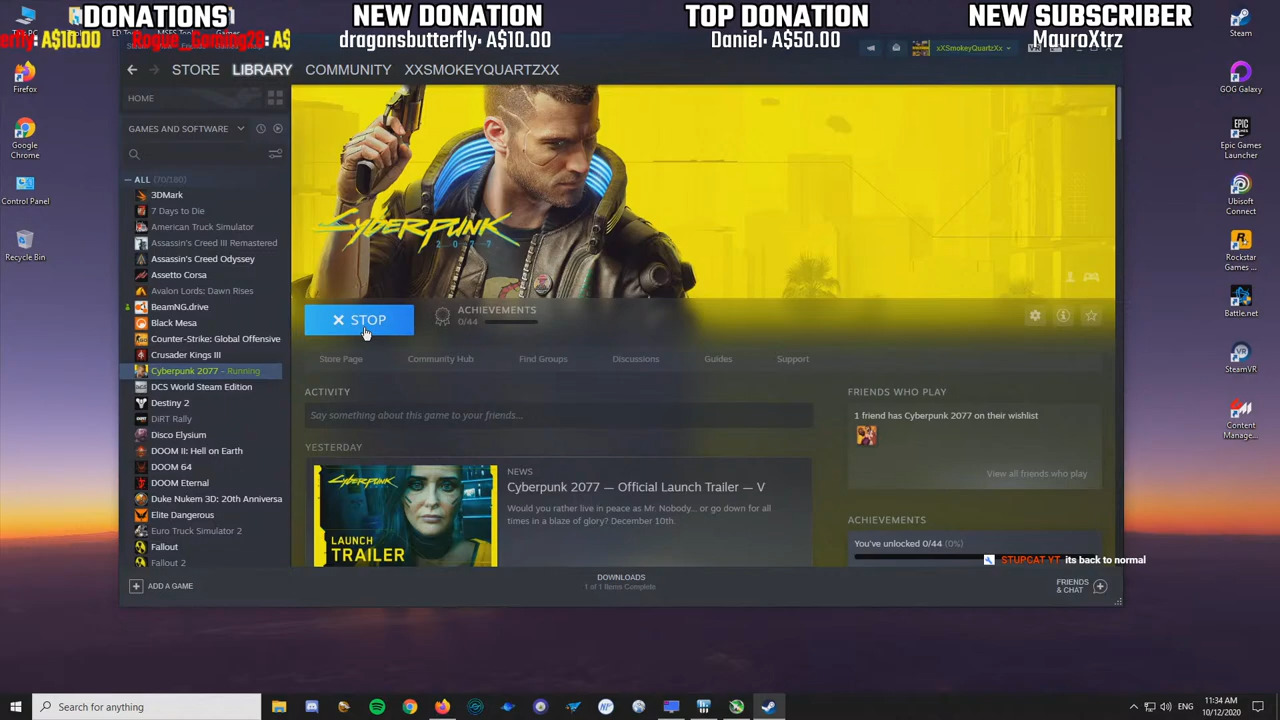 DONATIONS
NEW DONATION
TOP DONATION
NEW SUBSCRIBER
erfly: A$10.00 Rogue_Gaming28: A$
dragonsbutterfly: A$10.00
Daniel: A$50.00
MauroXtrz
xXSmokeyQuartzXx
STORE
LIBRARY
COMMUNITY
XXSMOKEYQUARTZXX
HOME
GAMES AND SOFTWARE
ALL (70/180)
3DMark
7 Days to Die
American Truck Simulator
Assassin's Creed III Remastered
Assassin's Creed Odyssey
Assetto Corsa
Avalon Lords: Dawn Rises
BeamNG.drive
Black Mesa
Counter-Strike: Global Offensive
Crusader Kings III
Cyberpunk 2077 - Running
DCS World Steam Edition
Destiny 2
DiRT Rally
Disco Elysium
DOOM II: Hell on Earth
DOOM 64
DOOM Eternal
Duke Nukem 3D: 20th Anniversa
Elite Dangerous
Euro Truck Simulator 2
Fallout
Fallout 2
ADD A GAME
CYBERPUNK
2077
STOP
ACHIEVEMENTS
0/44
Store Page
Community Hub
Find Groups
Discussions
Guides
Support
ACTIVITY
Say something about this game to your friends...
YESTERDAY
CYBERPUNK
LAUNCH
TRAILER
NEWS
Cyberpunk 2077 — Official Launch Trailer — V
Would you rather live in peace as Mr. Nobody... or go down for all
times in a blaze of glory? December 10th.
FRIENDS WHO PLAY
1 friend has Cyberpunk 2077 on their wishlist
View all friends who play
ACHIEVEMENTS
You've unlocked 0/44 (0%)
STUPCAT YT its back to normal
DOWNLOADS
1 of 1 Items Complete
FRIENDS
& CHAT
Firefox
Google
Chrome
Control Panel
Recycle Bin
Steam
GOG Galaxy
Epic Games
Launcher
Ubisoft
Connect
Rockstar
Games ...
Battle.net
SteamVR
Content
Manage...
Search for anything
ENG
11:34 AM
10/12/2020